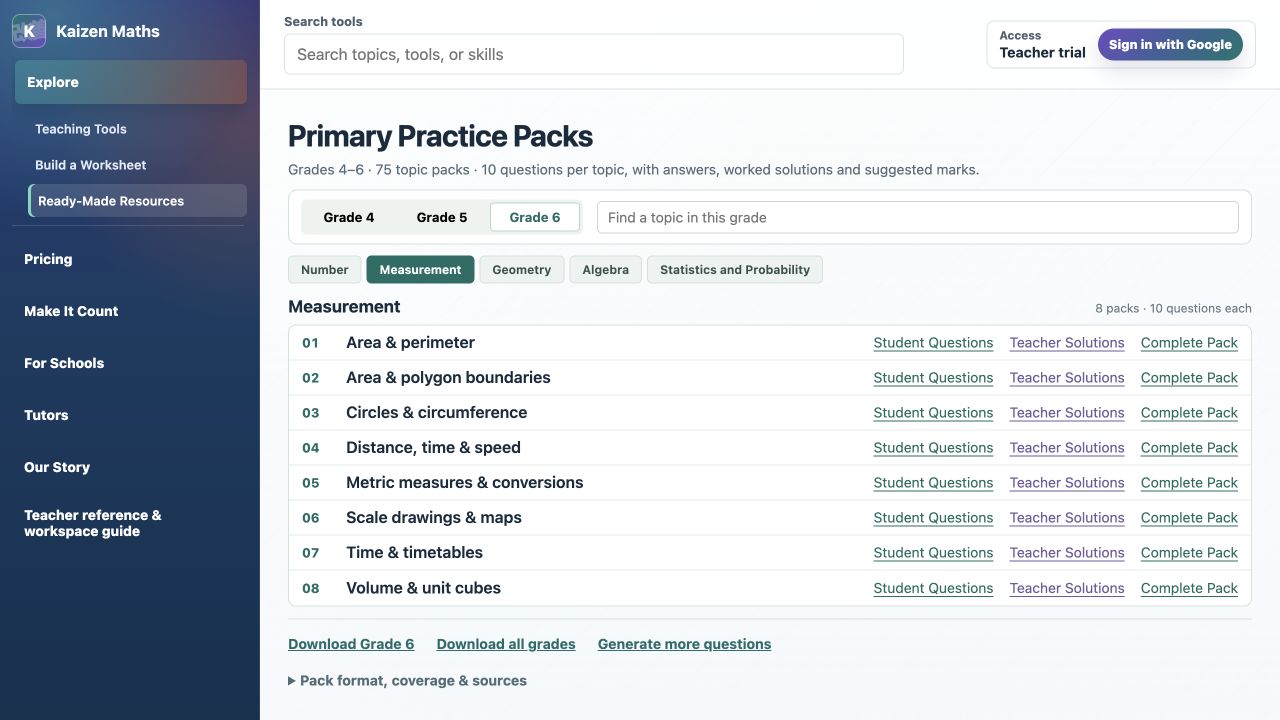 K Kaizen Maths
Explore
Teaching Tools
Build a Worksheet
Ready-Made Resources
Pricing
Make It Count
For Schools
Tutors
Our Story
Teacher reference &
workspace guide
Search tools
Search topics, tools, or skills
Access
Teacher trial
Sign in with Google
Primary Practice Packs
Grades 4–6 · 75 topic packs · 10 questions per topic, with answers, worked solutions and suggested marks.
Grade 4 Grade 5 Grade 6 Find a topic in this grade
Number Measurement Geometry Algebra Statistics and Probability
Measurement 8 packs · 10 questions each
01 Area & perimeter Student Questions Teacher Solutions Complete Pack
02 Area & polygon boundaries Student Questions Teacher Solutions Complete Pack
03 Circles & circumference Student Questions Teacher Solutions Complete Pack
04 Distance, time & speed Student Questions Teacher Solutions Complete Pack
05 Metric measures & conversions Student Questions Teacher Solutions Complete Pack
06 Scale drawings & maps Student Questions Teacher Solutions Complete Pack
07 Time & timetables Student Questions Teacher Solutions Complete Pack
08 Volume & unit cubes Student Questions Teacher Solutions Complete Pack
Download Grade 6 Download all grades Generate more questions
Pack format, coverage & sources